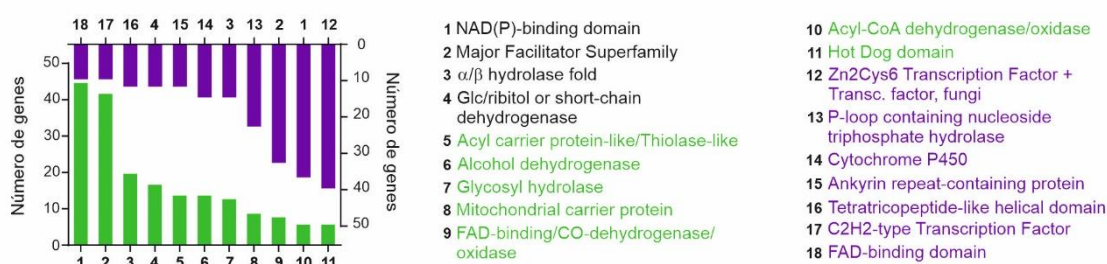 18 17 16 4 15 14 3 13 2 1 12
Número de genes
50
40
30
20
10
0
0
10
20
30
40
50
Número de genes
1 2 3 4 5 6 7 8 9 10 11
1 NAD(P)-binding domain
2 Major Facilitator Superfamily
3 α/β hydrolase fold
4 Glc/ribitol or short-chain
dehydrogenase
5 Acyl carrier protein-like/Thiolase-like
6 Alcohol dehydrogenase
7 Glycosyl hydrolase
8 Mitochondrial carrier protein
9 FAD-binding/CO-dehydrogenase/
oxidase
10 Acyl-CoA dehydrogenase/oxidase
11 Hot Dog domain
12 Zn2Cys6 Transcription Factor +
Transc. factor, fungi
13 P-loop containing nucleoside
triphosphate hydrolase
14 Cytochrome P450
15 Ankyrin repeat-containing protein
16 Tetratricopeptide-like helical domain
17 C2H2-type Transcription Factor
18 FAD-binding domain